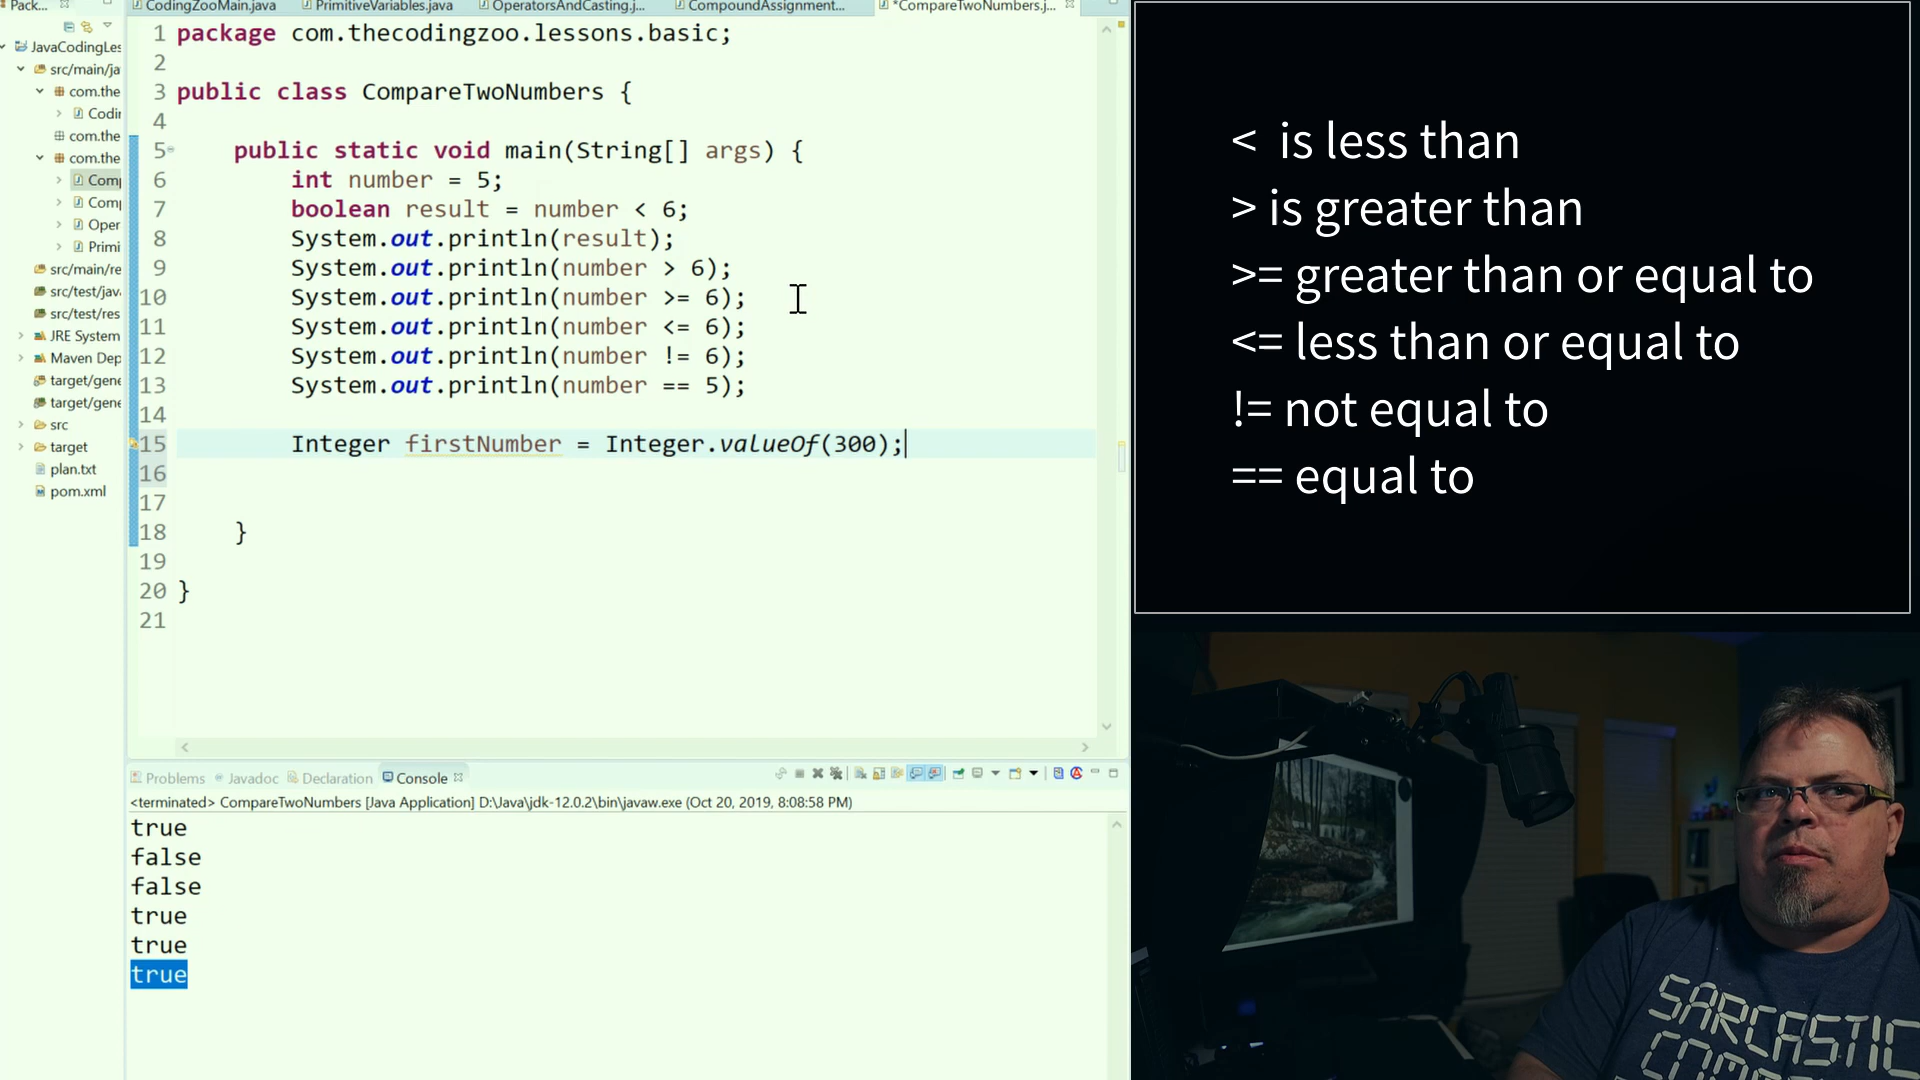 Pack...
CodingZooMain.java
PrimitiveVariables.java
OperatorsAndCasting.j...
CompoundAssignment...
*CompareTwoNumbers.j...
JavaCodingLes
src/main/ja
com.the
Codin
com.the
com.the
Comp
Comp
Oper
Primi
src/main/re
src/test/java
src/test/res
JRE System
Maven Dep
target/gene
target/gene
src
target
plan.txt
pom.xml
1 package com.thecodingzoo.lessons.basic;
2
3 public class CompareTwoNumbers {
4
5 public static void main(String[] args) {
6 int number = 5;
7 boolean result = number < 6;
8 System.out.println(result);
9 System.out.println(number > 6);
10 System.out.println(number >= 6);
11 System.out.println(number <= 6);
12 System.out.println(number != 6);
13 System.out.println(number == 5);
14
15 Integer firstNumber = Integer.valueOf(300);
16
17
18 }
19
20 }
21
Problems Javadoc Declaration Console
<terminated> CompareTwoNumbers [Java Application] D:\Java\jdk-12.0.2\bin\javaw.exe (Oct 20, 2019, 8:08:58 PM)
true
false
false
true
true
true
< is less than
> is greater than
>= greater than or equal to
<= less than or equal to
!= not equal to
== equal to
SARCASTIC